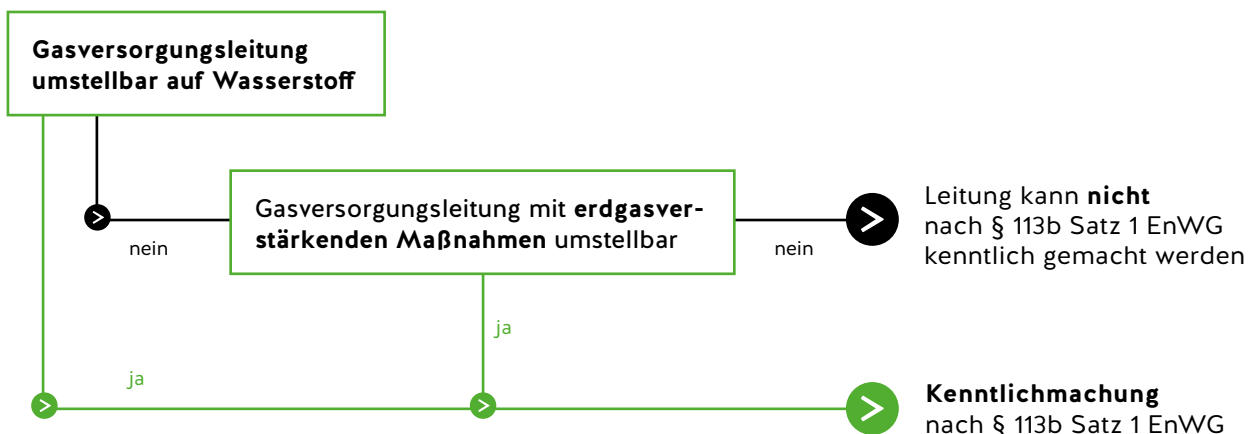 Gasversorgungsleitung
umstellbar auf Wasserstoff
Gasversorgungsleitung mit erdgasver-
stärkenden Maßnahmen umstellbar
nein
nein
Leitung kann nicht
nach § 113b Satz 1 EnWG
kenntlich gemacht werden
ja
ja
Kenntlichmachung
nach § 113b Satz 1 EnWG